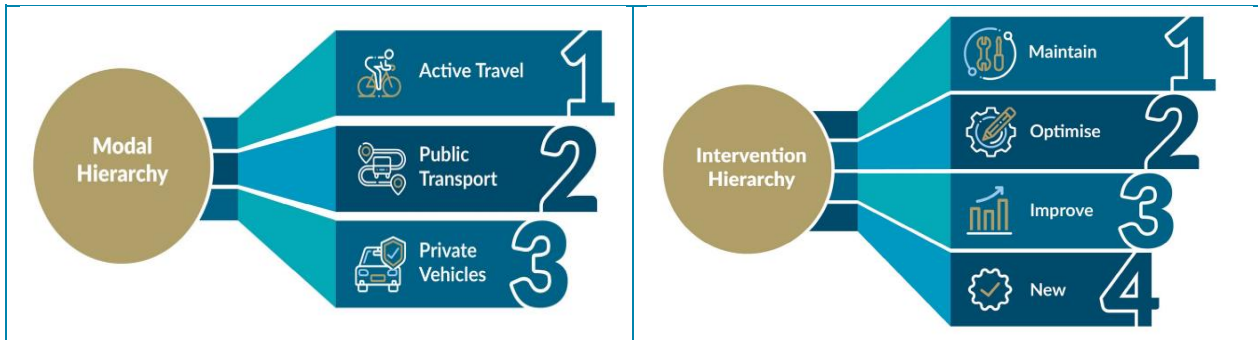 Modal
Hierarchy
Active Travel
1
Public
Transport
2
Private
Vehicles
3
Intervention
Hierarchy
Maintain
1
Optimise
2
Improve
3
New
4